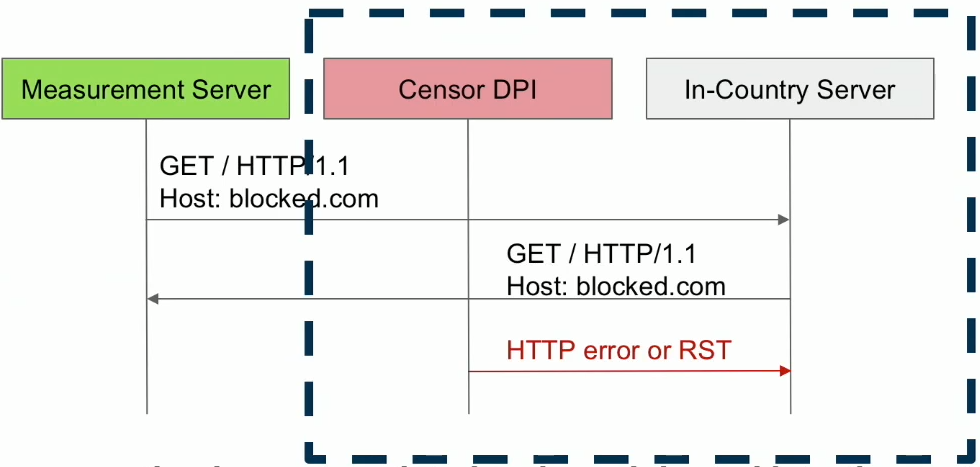 Measurement Server
Censor DPI
In-Country Server
GET / HTTP/1.1
Host: blocked.com
GET / HTTP/1.1
Host: blocked.com
HTTP error or RST